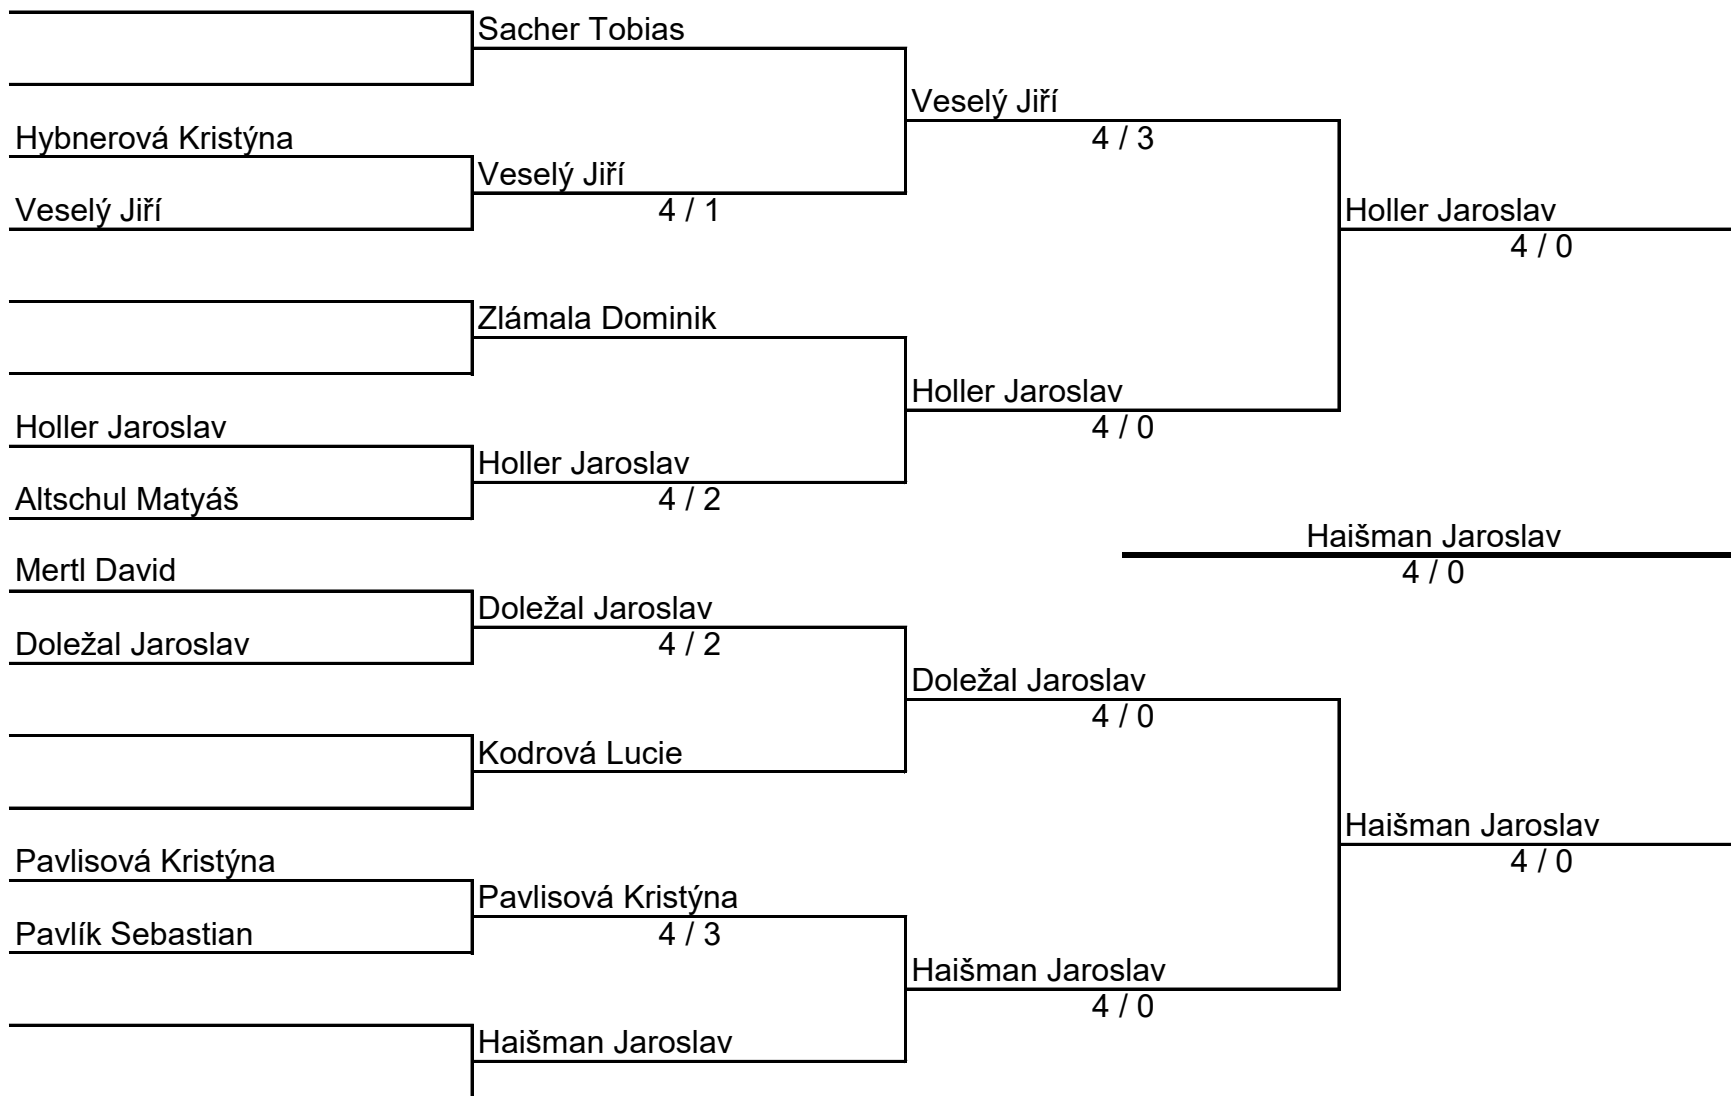 Sacher Tobias
Veselý Jiří
4 / 3
Hybnerová Kristýna
Veselý Jiří
4 / 1
Veselý Jiří
Holler Jaroslav
4 / 0
Zlámala Dominik
Holler Jaroslav
4 / 0
Holler Jaroslav
Holler Jaroslav
4 / 2
Altschul Matyáš
Haišman Jaroslav
4 / 0
Mertl David
Doležal Jaroslav
4 / 2
Doležal Jaroslav
Doležal Jaroslav
4 / 0
Kodrová Lucie
Haišman Jaroslav
4 / 0
Pavlisová Kristýna
Pavlisová Kristýna
4 / 3
Pavlík Sebastian
Haišman Jaroslav
4 / 0
Haišman Jaroslav